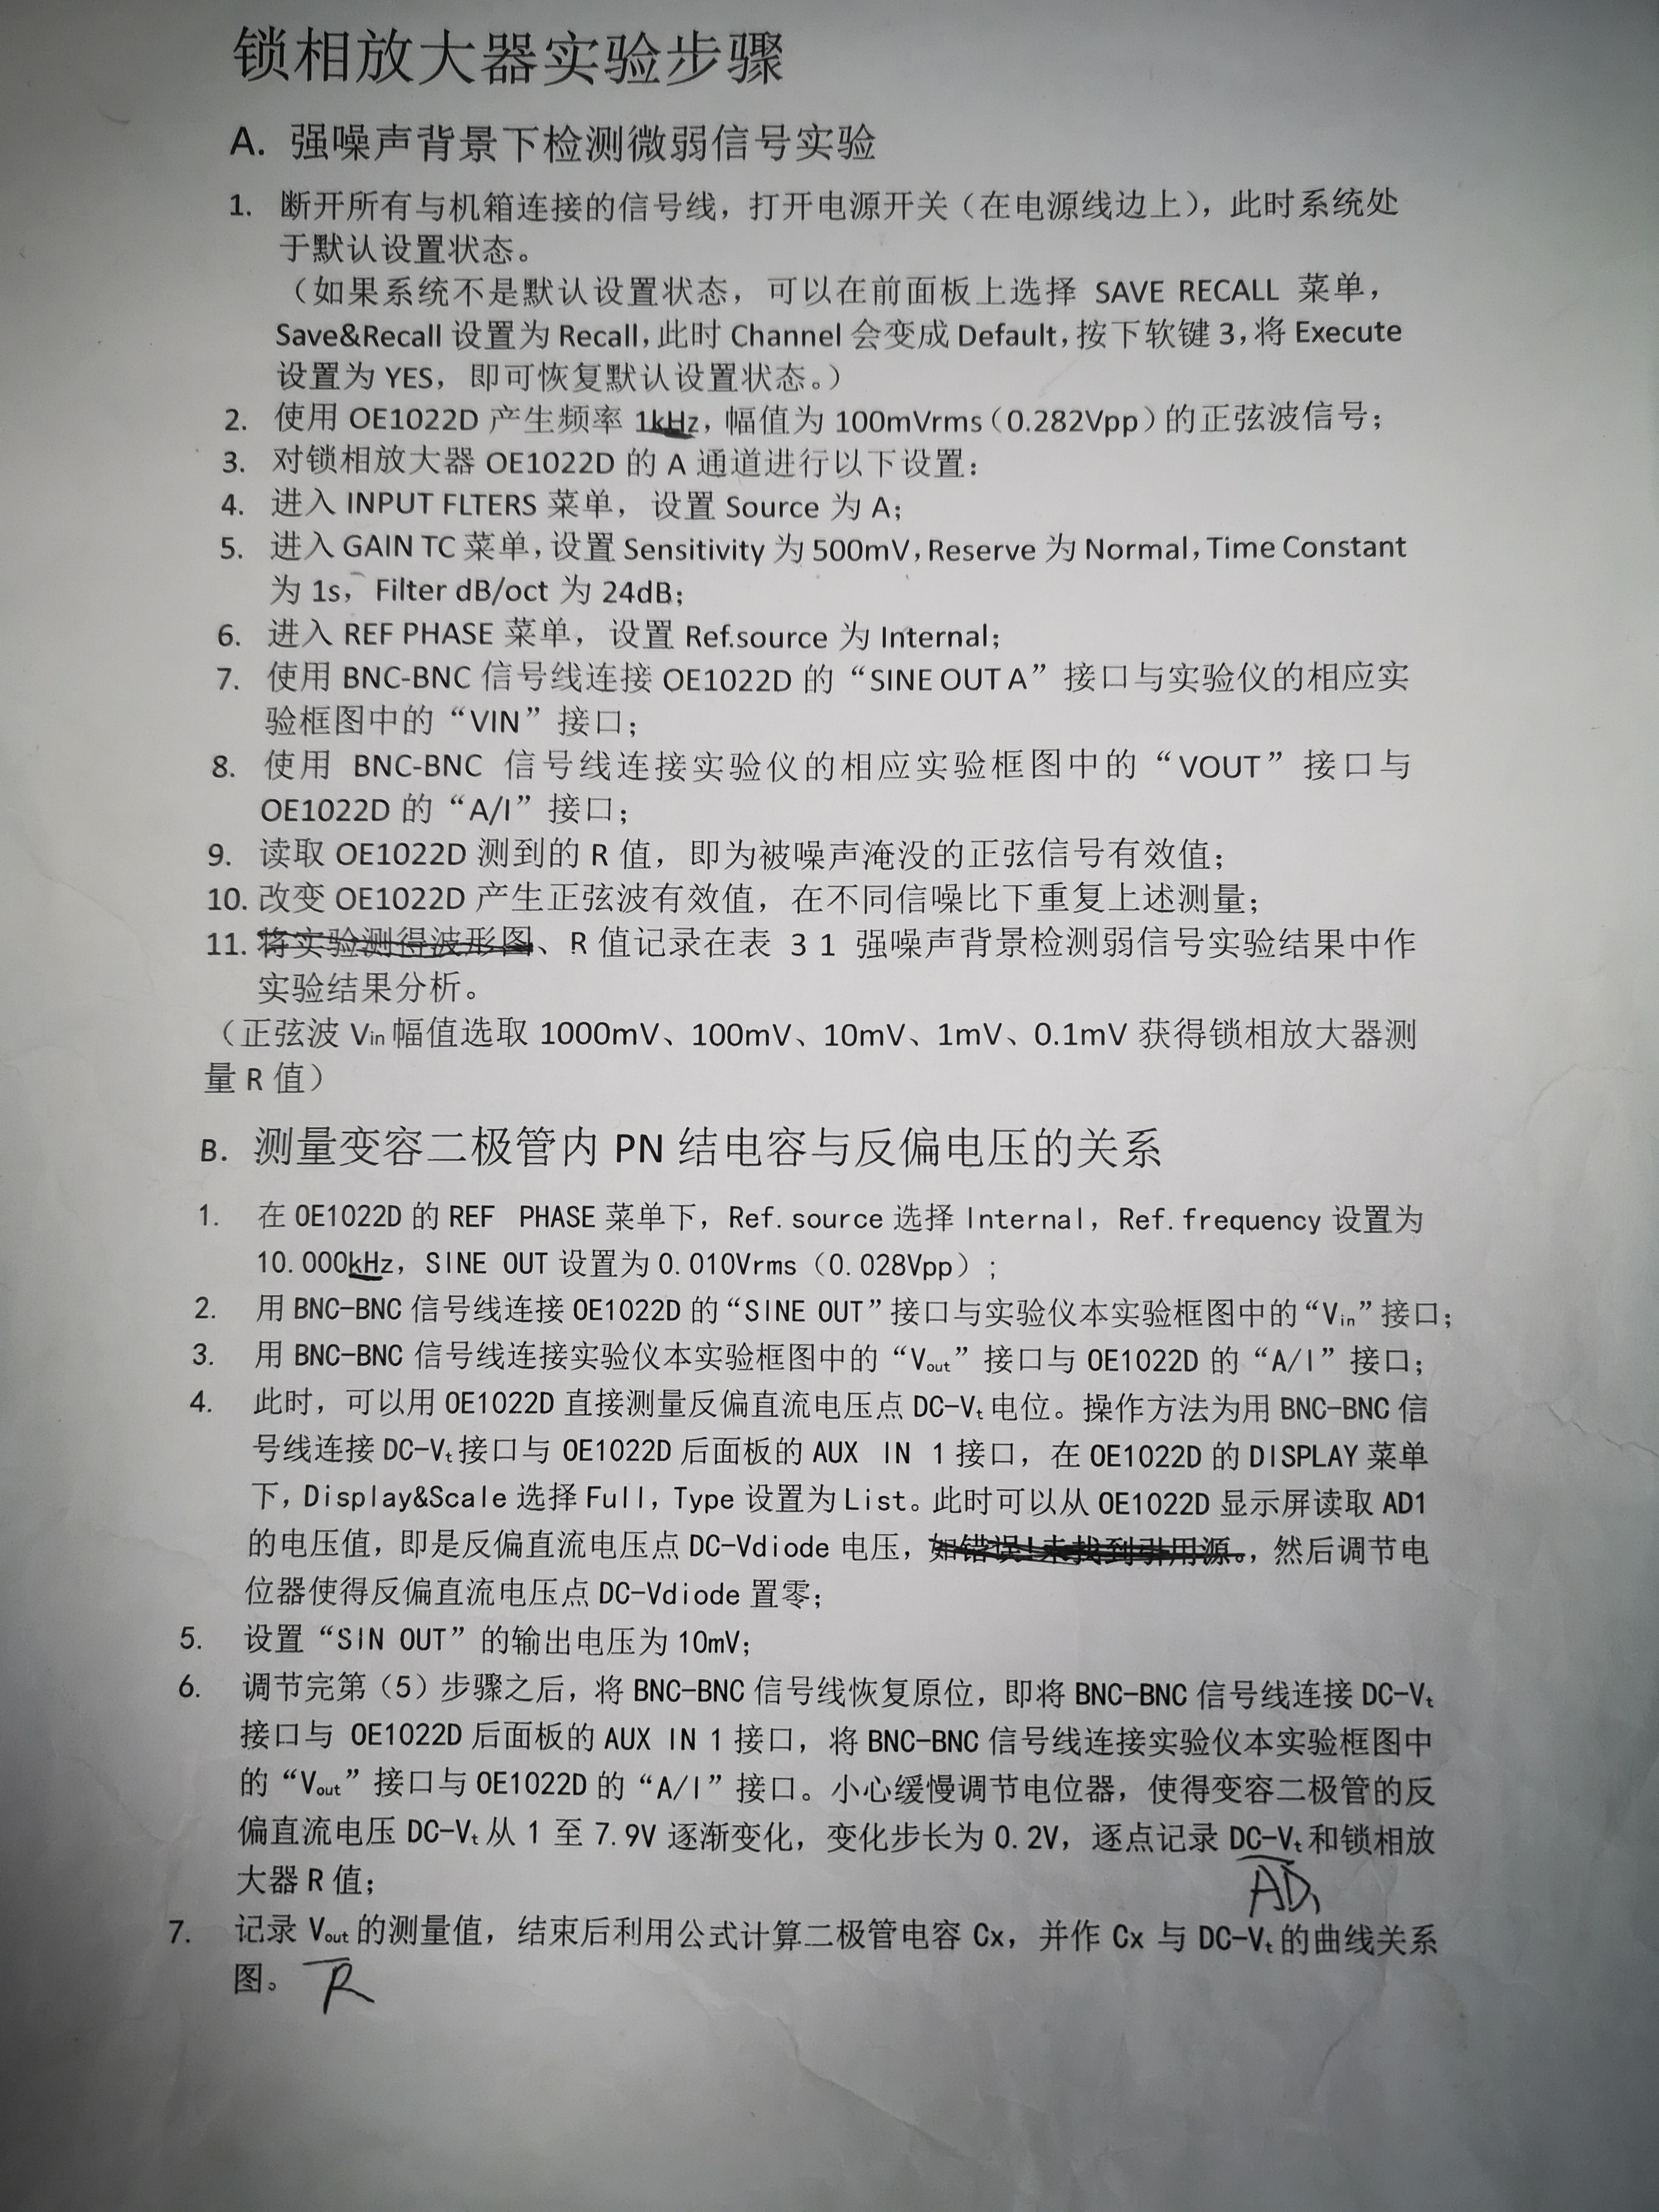 锁相放大器实验步骤
A. 强噪声背景下检测微弱信号实验
1. 断开所有与机箱连接的信号线，打开电源开关（在电源线边上），此时系统处
于默认设置状态。
（如果系统不是默认设置状态，可以在前面板上选择 SAVE RECALL 菜单，
Save&Recall 设置为 Recall，此时 Channel 会变成 Default，按下软键 3，将 Execute
设置为 YES，即可恢复默认设置状态。）
2. 使用 OE1022D 产生频率 1kHz，幅值为 100mVrms（0.282Vpp）的正弦波信号；
3. 对锁相放大器 OE1022D 的 A 通道进行以下设置：
4. 进入 INPUT FLTERS 菜单，设置 Source 为 A；
5. 进入 GAIN TC 菜单，设置 Sensitivity 为 500mV，Reserve 为 Normal，Time Constant
为 1s，Filter dB/oct 为 24dB；
6. 进入 REF PHASE 菜单，设置 Ref.source 为 Internal；
7. 使用 BNC-BNC 信号线连接 OE1022D 的“SINE OUT A”接口与实验仪的相应实
验框图中的“VIN”接口；
8. 使用 BNC-BNC 信号线连接实验仪的相应实验框图中的“VOUT”接口与
OE1022D 的“A/I”接口；
9. 读取 OE1022D 测到的 R 值，即为被噪声淹没的正弦信号有效值；
10. 改变 OE1022D 产生正弦波有效值，在不同信噪比下重复上述测量；
11. 将实验测得波形图、R 值记录在表 3 1 强噪声背景检测弱信号实验结果中作
实验结果分析。
（正弦波 Vin 幅值选取 1000mV、100mV、10mV、1mV、0.1mV 获得锁相放大器测
量 R 值）
B. 测量变容二极管内 PN 结电容与反偏电压的关系
1. 在 OE1022D 的 REF PHASE 菜单下，Ref.source 选择 Internal，Ref.frequency 设置为
10.000kHz，SINE OUT 设置为 0.010Vrms（0.028Vpp）;
2. 用 BNC-BNC 信号线连接 OE1022D 的“SINE OUT”接口与实验仪本实验框图中的“Vin”接口；
3. 用 BNC-BNC 信号线连接实验仪本实验框图中的“Vout”接口与 OE1022D 的“A/I”接口；
4. 此时，可以用 OE1022D 直接测量反偏直流电压点 DC-Vt 电位。操作方法为用 BNC-BNC 信
号线连接 DC-Vt 接口与 OE1022D 后面板的 AUX IN 1 接口，在 OE1022D 的 DISPLAY 菜单
下，Display&Scale 选择 Full，Type 设置为 List。此时可以从 OE1022D 显示屏读取 AD1
的电压值，即是反偏直流电压点 DC-Vdiode 电压，如错误!未找到引用源。，然后调节电
位器使得反偏直流电压点 DC-Vdiode 置零；
5. 设置“SIN OUT”的输出电压为 10mV；
6. 调节完第（5）步骤之后，将 BNC-BNC 信号线恢复原位，即将 BNC-BNC 信号线连接 DC-Vt
接口与 OE1022D 后面板的 AUX IN 1 接口，将 BNC-BNC 信号线连接实验仪本实验框图中
的“Vout”接口与 OE1022D 的“A/I”接口。小心缓慢调节电位器，使得变容二极管的反
偏直流电压 DC-Vt 从 1 至 7.9V 逐渐变化，变化步长为 0.2V，逐点记录 DC-Vt 和锁相放
大器 R 值；
AD1
7. 记录 Vout 的测量值，结束后利用公式计算二极管电容 Cx，并作 Cx 与 DC-Vt 的曲线关系
图。
R